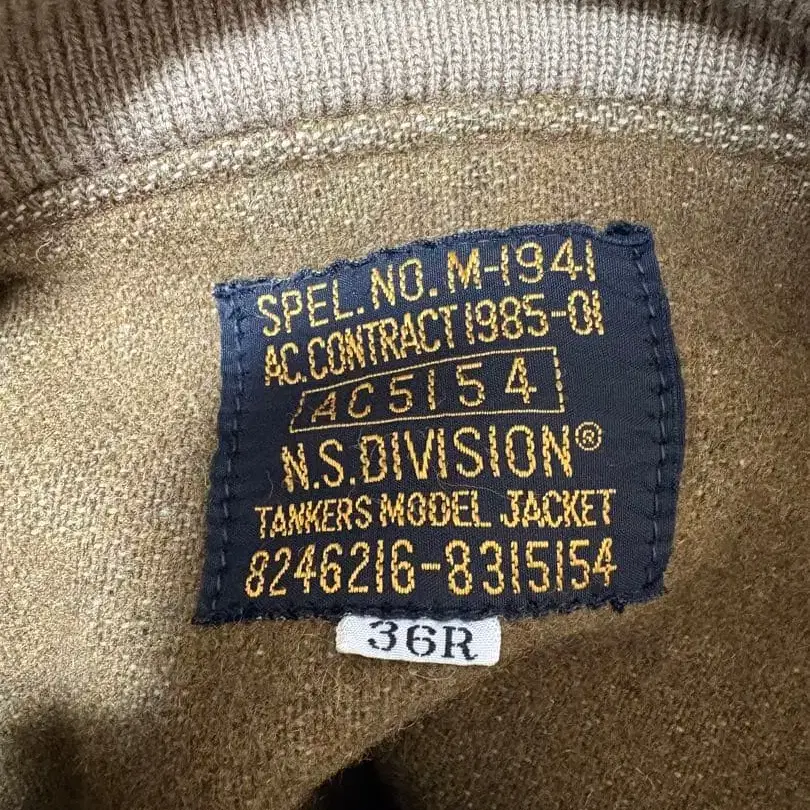 SPEL. NO. M-1941
AC. CONTRACT 1985-01
AC5154
N.S. DIVISION®
TANKERS MODEL JACKET
8246216-8315154
36R